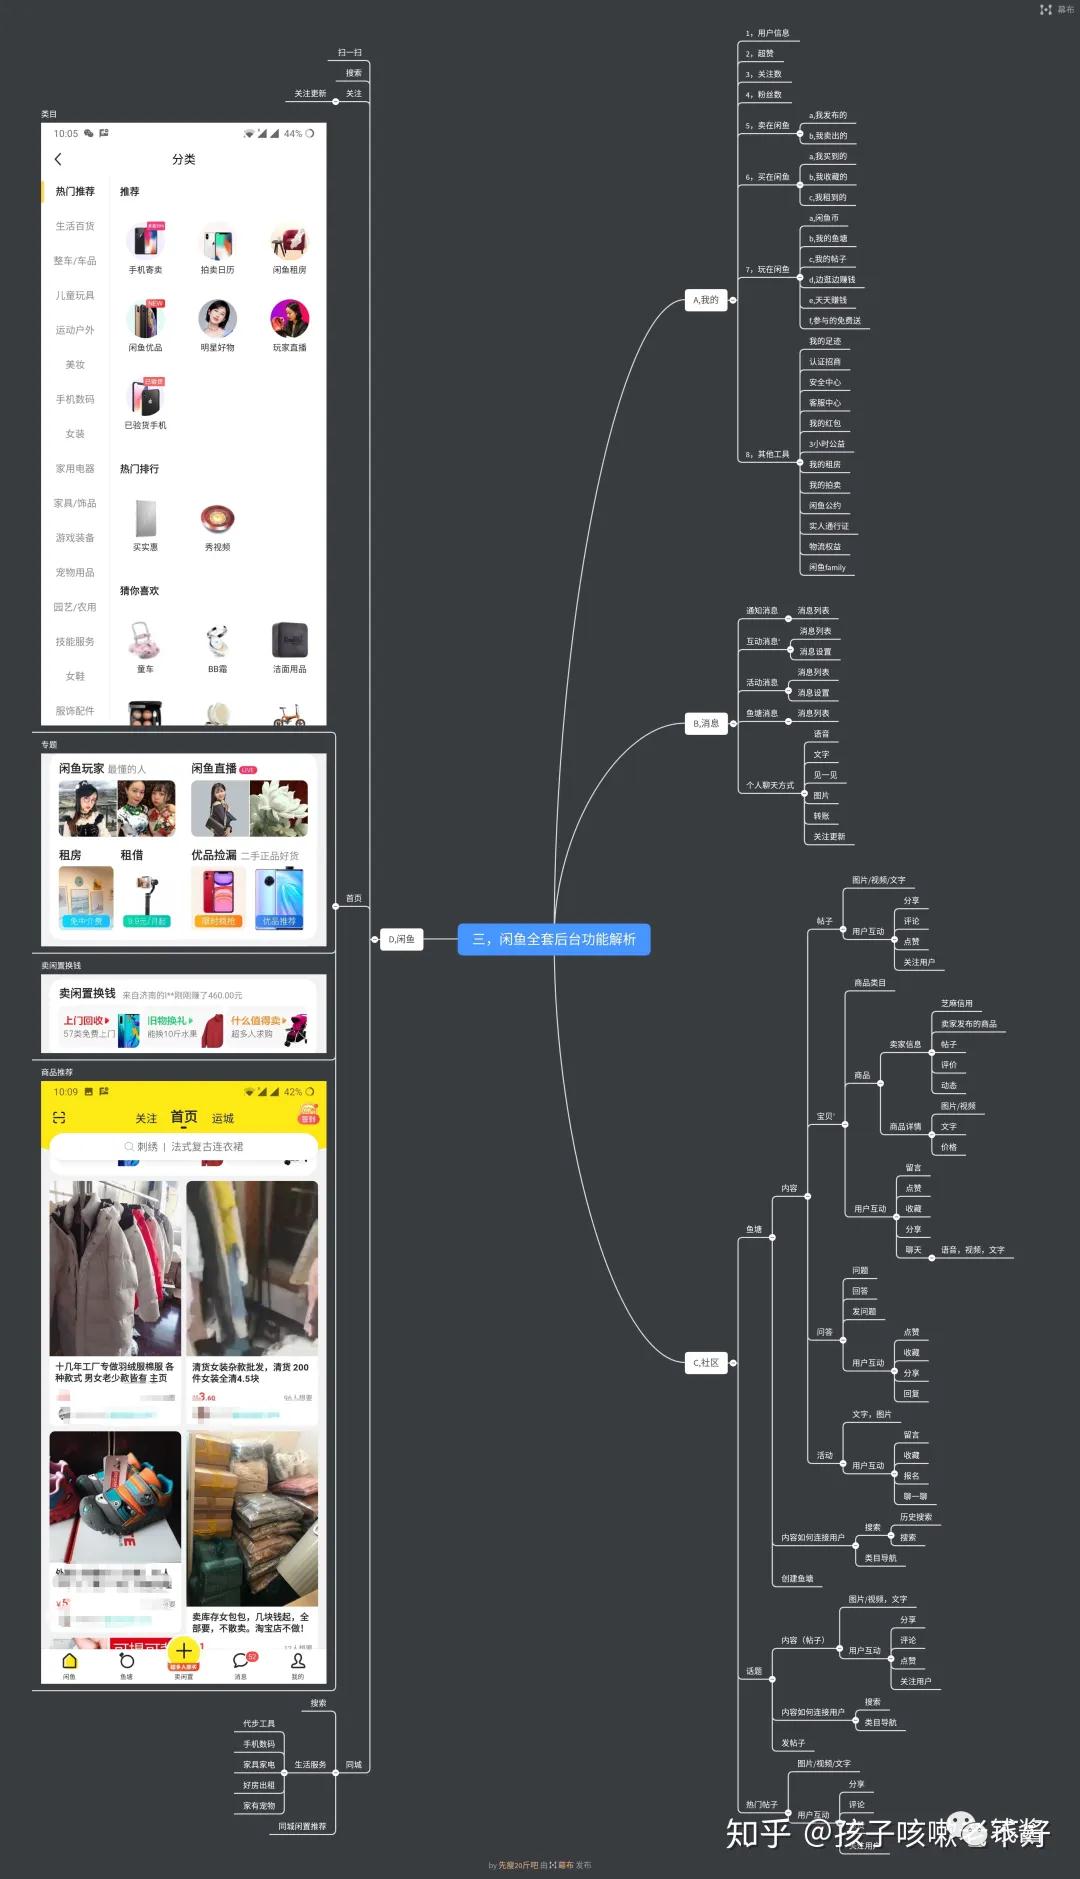 幕布
三，闲鱼全套后台功能解析
A,我的
1，用户信息
2，超赞
3，关注数
4，粉丝数
5，卖在闲鱼
a,我发布的
b,我卖出的
6，买在闲鱼
a,我买到的
b,我收藏的
c,我租到的
7，玩在闲鱼
a,闲鱼币
b,我的鱼塘
c,我的帖子
d,边逛边赚钱
e,天天赚钱
f,参与的免费送
8，其他工具
我的足迹
认证招商
安全中心
客服中心
我的红包
3小时公益
我的租房
我的拍卖
闲鱼公约
实人通行证
物流权益
闲鱼family
B,消息
通知消息
消息列表
互动消息'
消息列表
消息设置
活动消息
消息列表
消息设置
鱼塘消息
消息列表
个人聊天方式
语音
文字
见一见
图片
转账
关注更新
C,社区
鱼塘
内容
帖子
图片/视频/文字
用户互动
分享
评论
点赞
关注用户
宝贝'
商品类目
商品
卖家信息
芝麻信用
卖家发布的商品
帖子
评价
动态
商品详情
图片/视频
文字
价格
用户互动
留言
点赞
收藏
分享
聊天
语音，视频，文字
问答
问题
回答
发问题
用户互动
点赞
收藏
分享
回复
活动
文字，图片
用户互动
留言
收藏
报名
聊一聊
内容如何连接用户
搜索
历史搜索
搜索
类目导航
创建鱼塘
话题
内容（帖子）
图片/视频，文字
用户互动
分享
评论
点赞
关注用户
内容如何连接用户
搜索
类目导航
发帖子
热门帖子
图片/视频/文字
用户互动
分享
评论
关注用户
D,闲鱼
扫一扫
搜索
关注
关注更新
首页
类目
10:05
44%
分类
热门推荐
生活百货
整车/车品
儿童玩具
运动户外
美妆
手机数码
女装
家用电器
家具/饰品
游戏装备
宠物用品
园艺/农用
技能服务
女鞋
服饰配件
推荐
手机寄卖
拍卖日历
闲鱼租房
NEW
闲鱼优品
明星好物
玩家直播
已验货
已验货手机
热门排行
买实惠
秀视频
猜你喜欢
童车
BB霜
洁面用品
专题
闲鱼玩家 最懂的人
闲鱼直播 LIVE
租房
租借
优品捡漏 二手正品好货
免中介费
9.9元/月起
限时疯抢
优品推荐
卖闲置换钱
卖闲置换钱 来自济南的l**刚刚赚了460.00元
上门回收
57类免费上门
旧物换礼
能换10斤水果
什么值得卖
超多人求购
商品推荐
10:09
42%
关注 首页 运城
签到
刺绣 | 法式复古连衣裙
十几年工厂专做羽绒服棉服 各
种款式 男女老少款皆有 主页
清货女装杂款批发，清货 200
件女装全清4.5块
3.60
96人想要
¥5
卖库存女包包，几块钱起，全
部要，不散卖。淘宝店不做！
闲鱼
鱼塘
卖闲置
消息
52
我的
同城
搜索
生活服务
代步工具
手机数码
家具家电
好房出租
家有宠物
同城闲置推荐
by 先瘦20斤吧 由 幕布 发布